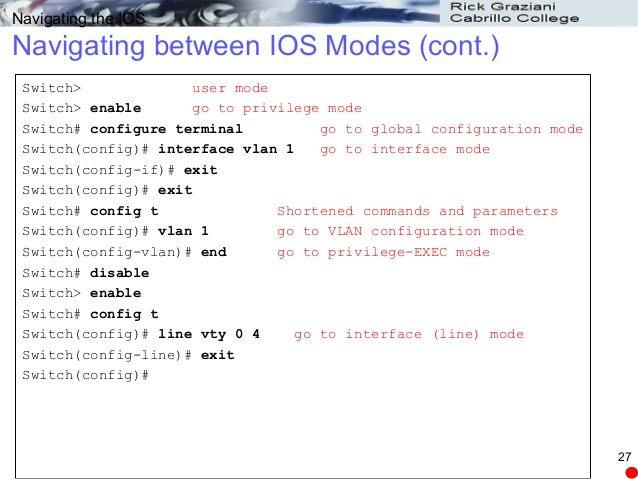 Navigating the IOS
Rick Graziani
Cabrillo College
Navigating between IOS Modes (cont.)
Switch> user mode
Switch> enable go to privilege mode
Switch# configure terminal go to global configuration mode
Switch(config)# interface vlan 1 go to interface mode
Switch(config-if)# exit
Switch(config)# exit
Switch# config t Shortened commands and parameters
Switch(config)# vlan 1 go to VLAN configuration mode
Switch(config-vlan)# end go to privilege-EXEC mode
Switch# disable
Switch> enable
Switch# config t
Switch(config)# line vty 0 4 go to interface (line) mode
Switch(config-line)# exit
Switch(config)#
27